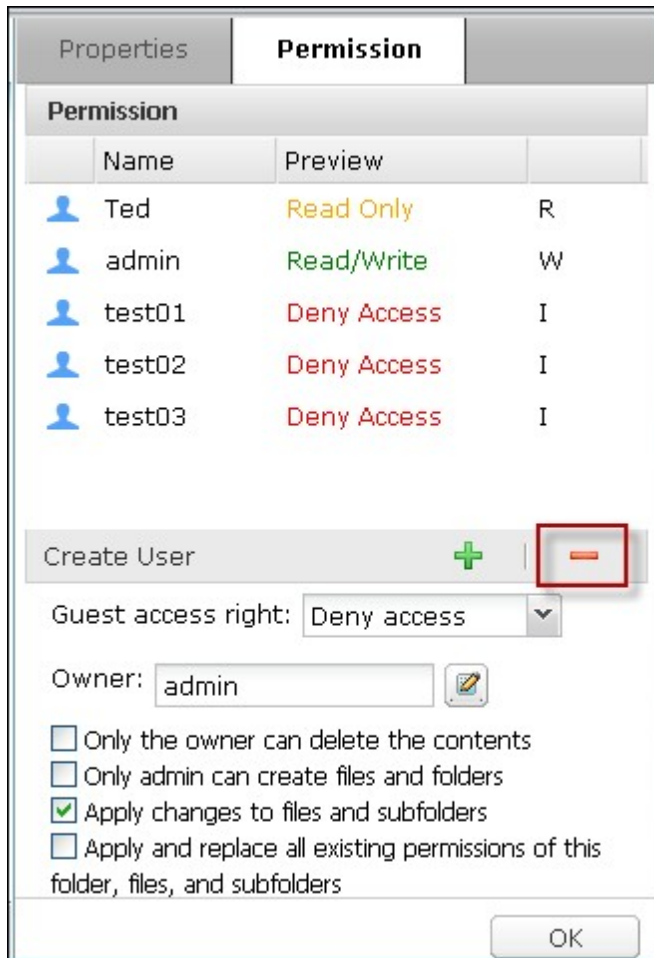 Properties Permission
Permission
Name Preview
Ted Read Only R
admin Read/Write W
test01 Deny Access I
test02 Deny Access I
test03 Deny Access I
Create User
Guest access right: Deny access
Owner: admin
Only the owner can delete the contents
Only admin can create files and folders
Apply changes to files and subfolders
Apply and replace all existing permissions of this
folder, files, and subfolders
OK